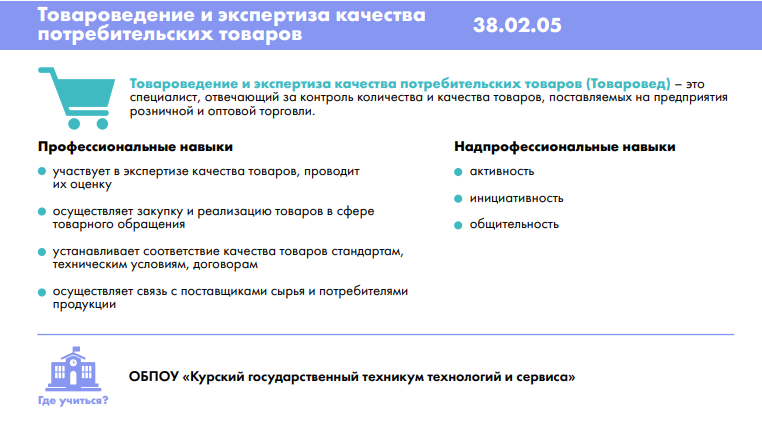 Товароведение и экспертиза качества
потребительских товаров
38.02.05
Товароведение и экспертиза качества потребительских товаров (Товаровед) – это
специалист, отвечающий за контроль количества и качества товаров, поставляемых на предприятия
розничной и оптовой торговли.
Профессиональные навыки
участвует в экспертизе качества товаров, проводит
их оценку
осуществляет закупку и реализацию товаров в сфере
товарного обращения
устанавливает соответствие качества товаров стандартам,
техническим условиям, договорам
осуществляет связь с поставщиками сырья и потребителями
продукции
Надпрофессиональные навыки
активность
инициативность
общительность
Где учиться?
ОБПОУ «Курский государственный техникум технологий и сервиса»